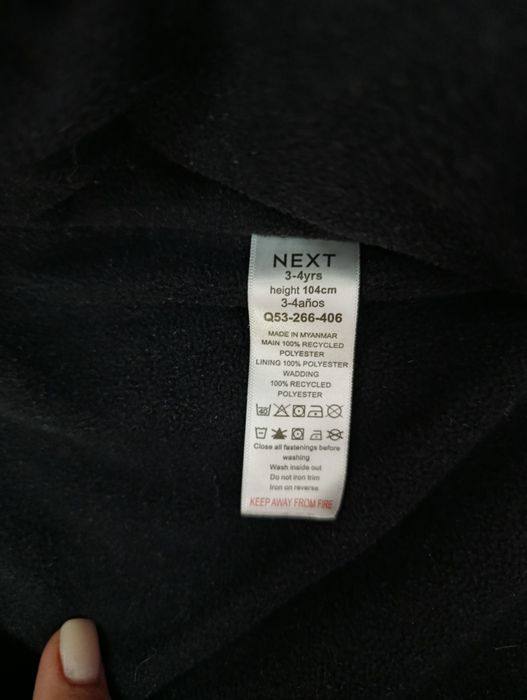 NEXT
3-4yrs
height 104cm
3-4años
Q53-266-406
MADE IN MYANMAR
MAIN 100% RECYCLED
POLYESTER
LINING 100% POLYESTER
WADDING
100% RECYCLED
POLYESTER
40
Close all fastenings before
washing
Wash inside out
Do not iron trim
Iron on reverse
KEEP AWAY FROM FIRE